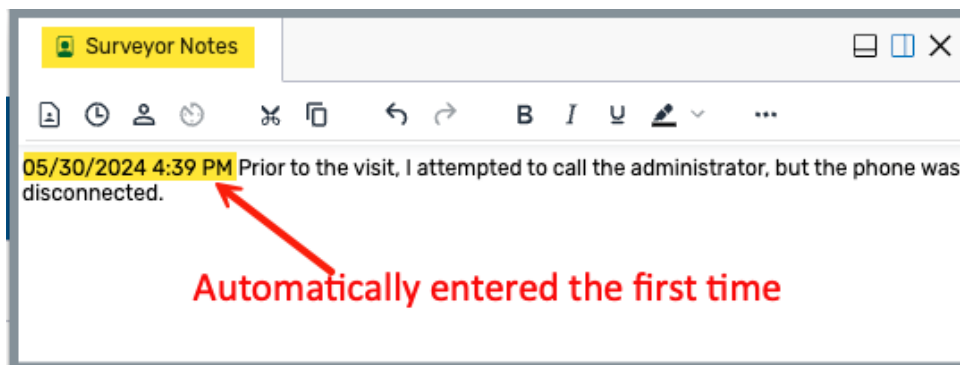 Surveyor Notes
B I U
05/30/2024 4:39 PM Prior to the visit, I attempted to call the administrator, but the phone was
disconnected.
Automatically entered the first time